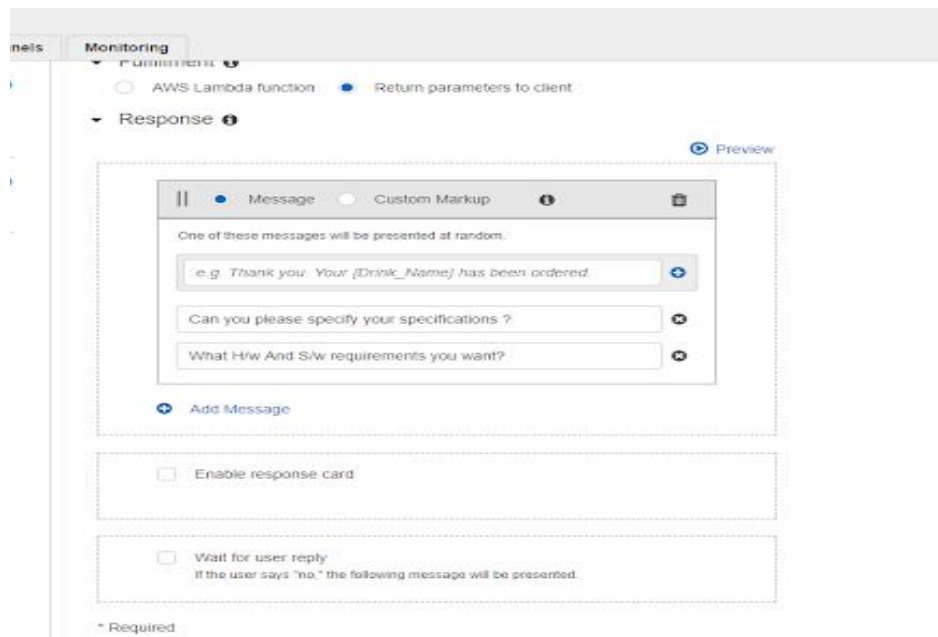 nels Monitoring
Fulfillment
AWS Lambda function Return parameters to client
Response
Preview
Message Custom Markup
One of these messages will be presented at random.
e.g. Thank you. Your {Drink_Name} has been ordered.
Can you please specify your specifications ?
What H/w And S/w requirements you want?
Add Message
Enable response card
Wait for user reply
If the user says "no," the following message will be presented.
* Required